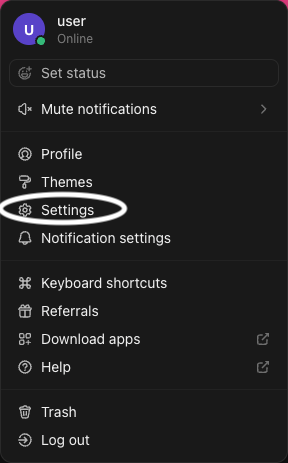 U
user
Online
Set status
Mute notifications
Profile
Themes
Settings
Notification settings
Keyboard shortcuts
Referrals
Download apps
Help
Trash
Log out